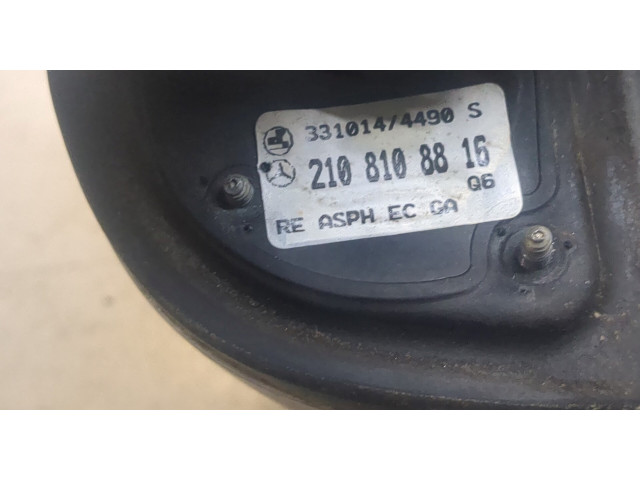 331014/4490 S
210 810 88 16
Q6
RE ASPH EC GA